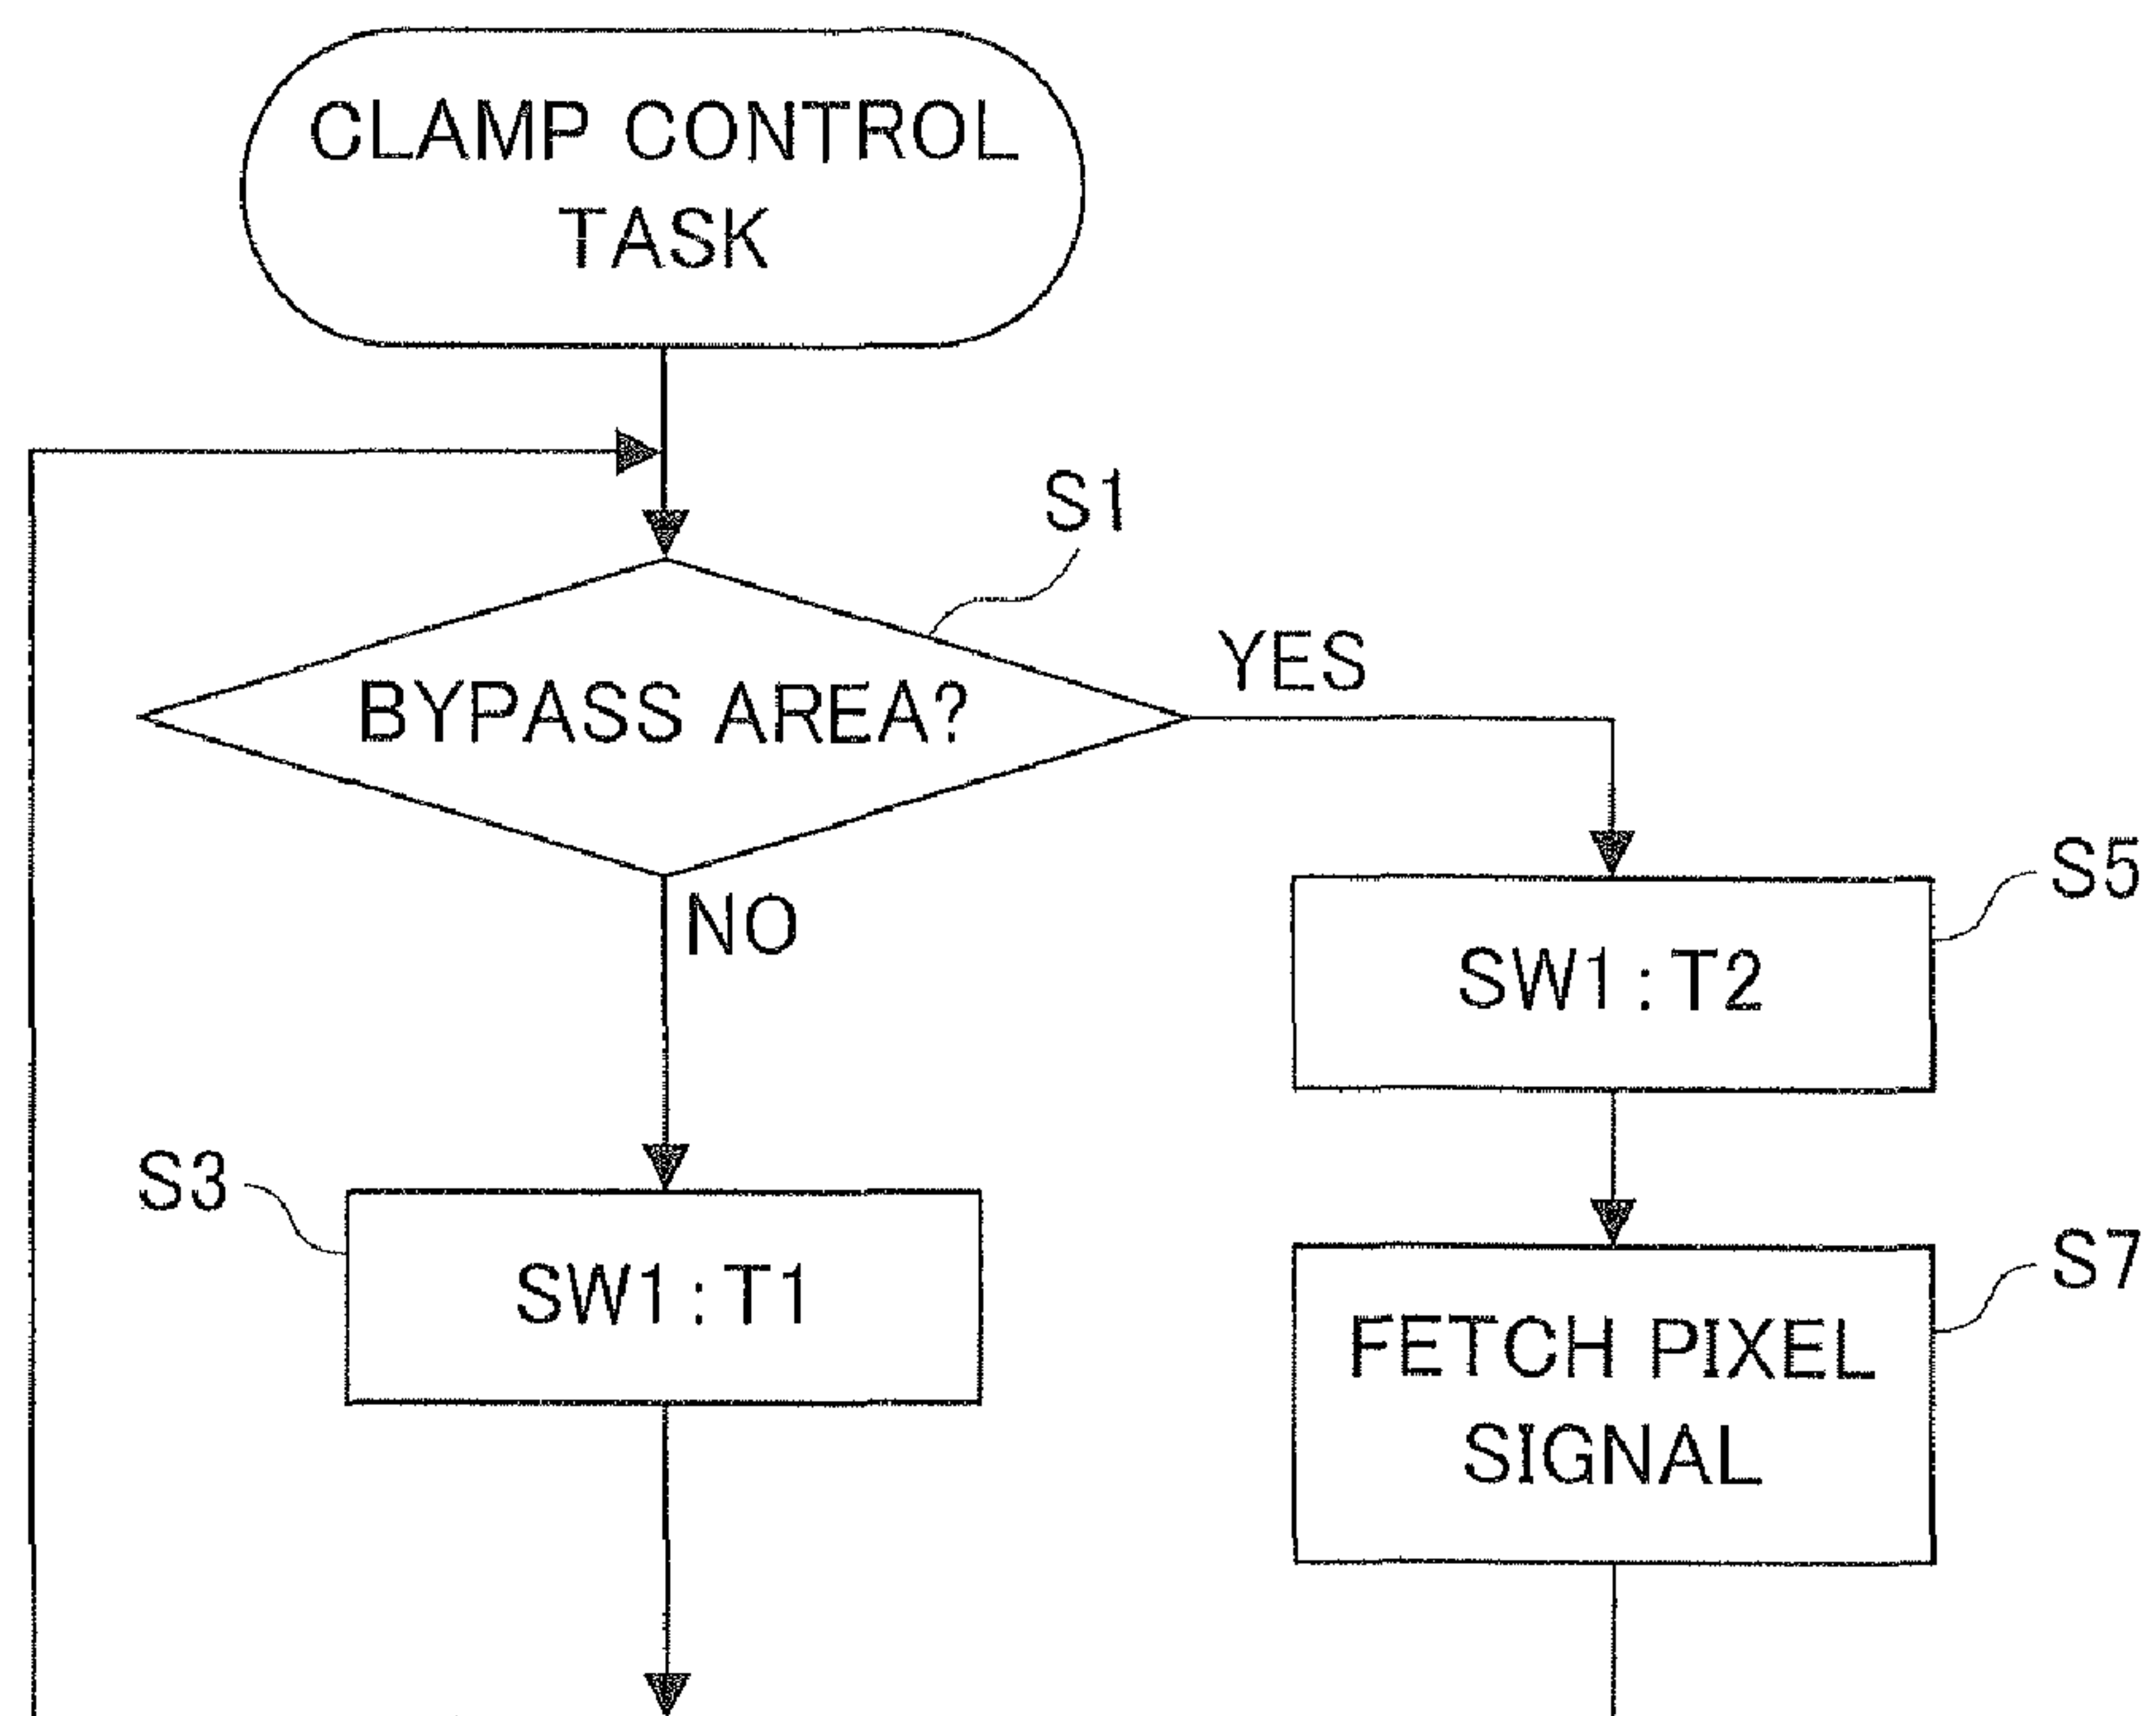 CLAMP CONTROL
TASK
S1
BYPASS AREA?
YES
NO
S5
SW1:T2
S3
SW1:T1
S7
FETCH PIXEL
SIGNAL